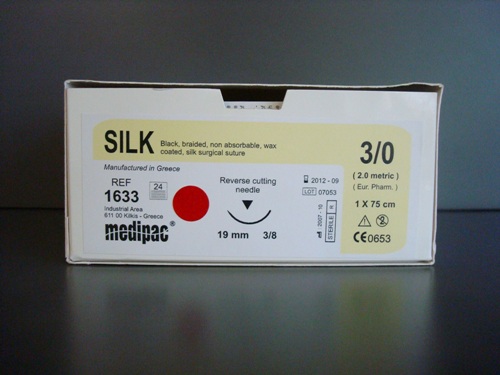 SILK
Black, braided, non absorbable, wax
coated, silk surgical suture
3/0
( 2.0 metric )
( Eur. Pharm. )
1 X 75 cm
CE0653
Manufactured in Greece
REF
1633
24
Industrial Area
611 00 Kilkis - Greece
medipac®
Reverse cutting
needle
19 mm 3/8
2012 - 09
LOT 07053
2007 - 10
STERILE R